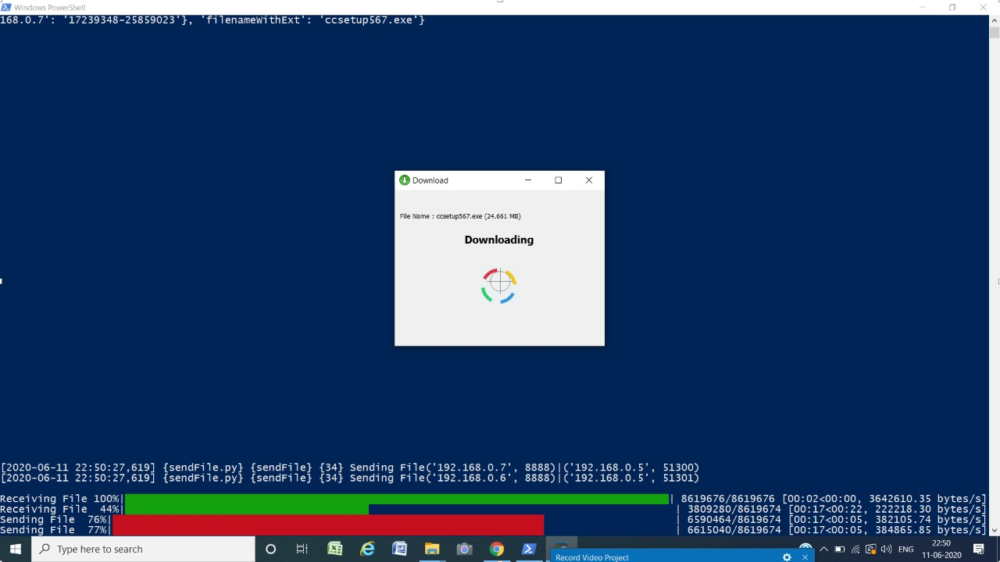 Windows PowerShell
168.0.7': '17239348-25859023'}, 'filenameWithExt': 'ccsetup567.exe'}
Download
File Name : ccsetup567.exe (24.661 MB)
Downloading
[2020-06-11 22:50:27,619] {sendFile.py} {sendFile} {34} Sending File('192.168.0.7', 8888)|('192.168.0.5', 51300)
[2020-06-11 22:50:27,619] {sendFile.py} {sendFile} {34} Sending File('192.168.0.6', 8888)|('192.168.0.5', 51301)
Receiving File 100%| | 8619676/8619676 [00:02<00:00, 3642610.35 bytes/s]
Receiving File  44%| | 3809280/8619674 [00:17<00:22, 222218.30 bytes/s]
Sending File  76%| | 6590464/8619674 [00:17<00:05, 382105.74 bytes/s]
Sending File  77%| | 6615040/8619674 [00:17<00:05, 384865.85 bytes/s]
Type here to search
ENG
22:50
11-06-2020
Record Video Project